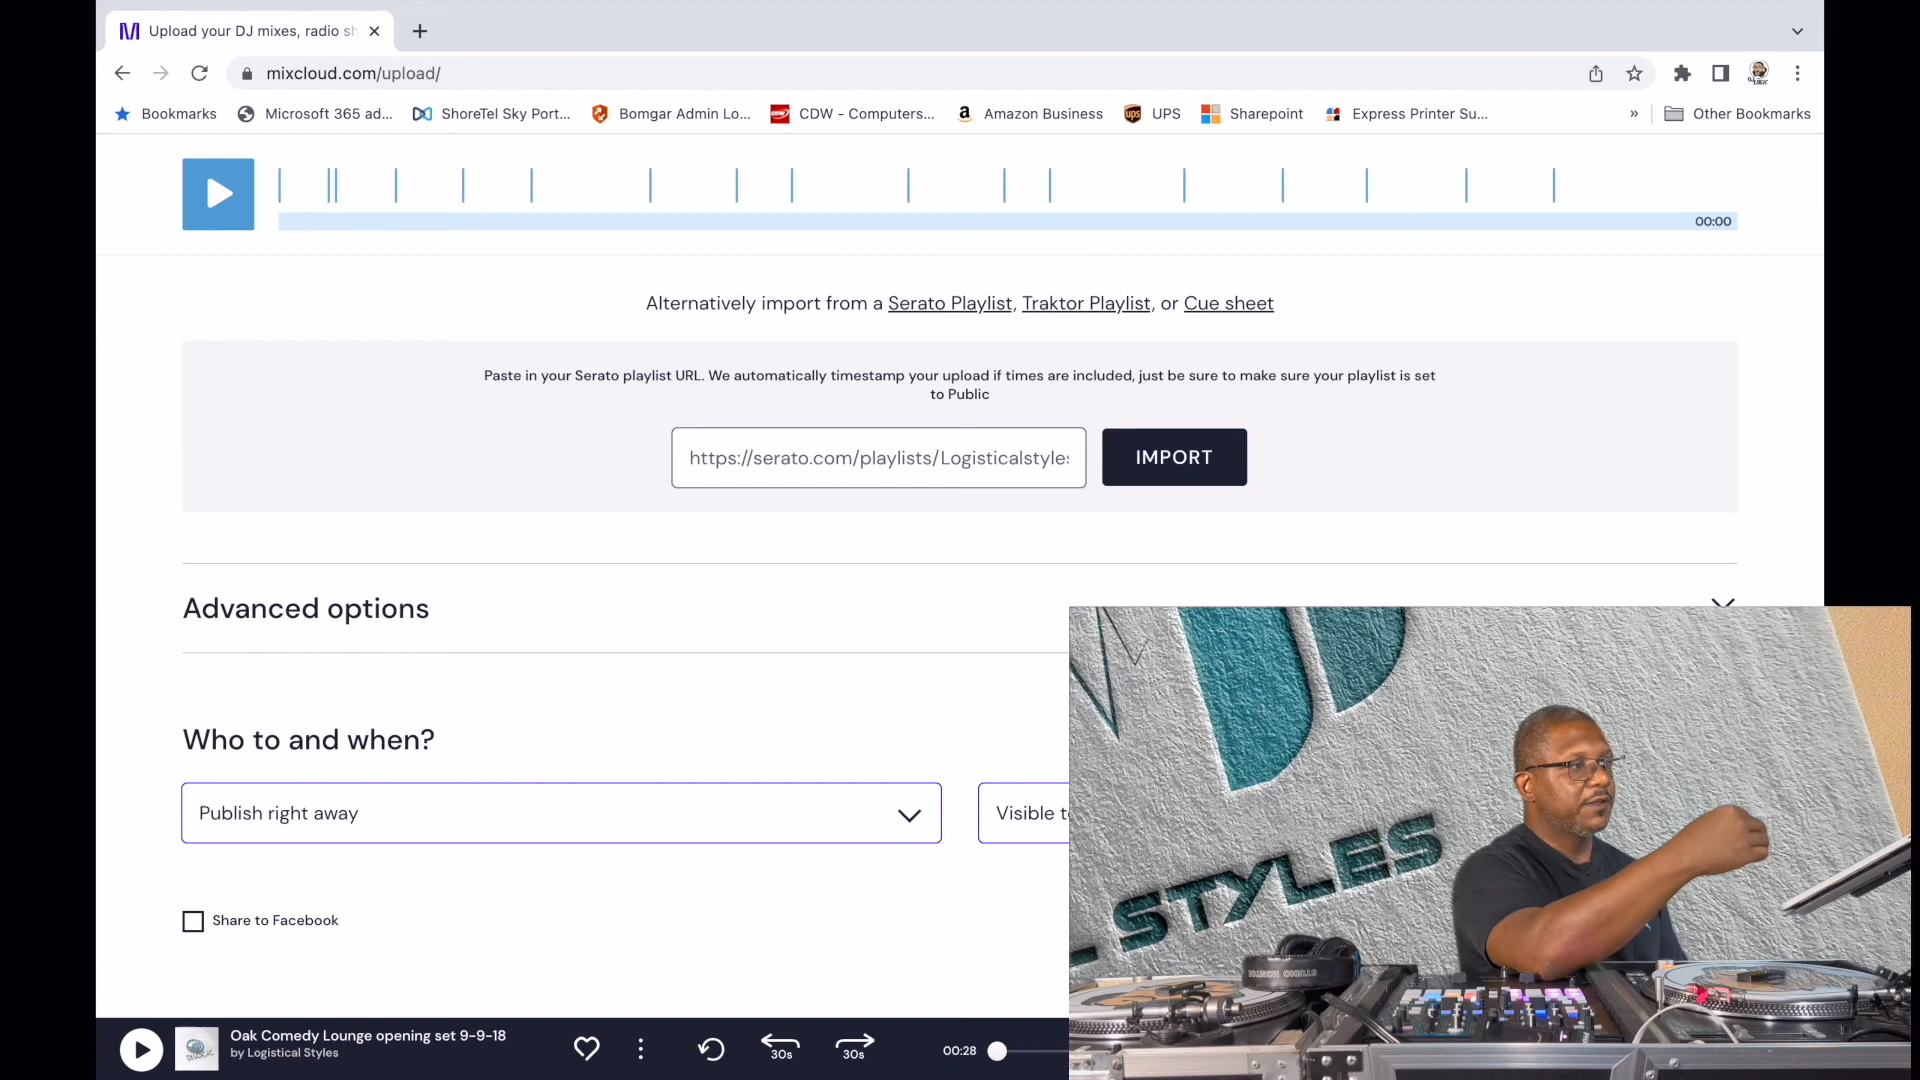 Upload your DJ mixes, radio sh
mixcloud.com/upload/
Bookmarks
Microsoft 365 ad...
ShoreTel Sky Port...
Bomgar Admin Lo...
CDW - Computers...
Amazon Business
UPS
Sharepoint
Express Printer Su...
» Other Bookmarks
00:00
Alternatively import from a Serato Playlist, Traktor Playlist, or Cue sheet
Paste in your Serato playlist URL. We automatically timestamp your upload if times are included, just be sure to make sure your playlist is set
to Public
https://serato.com/playlists/Logisticalstyles
IMPORT
Advanced options
Who to and when?
Publish right away
Visible to
Share to Facebook
STYLES
STUDIO MONITOR
Oak Comedy Lounge opening set 9-9-18
by Logistical Styles
30s
30s
00:28